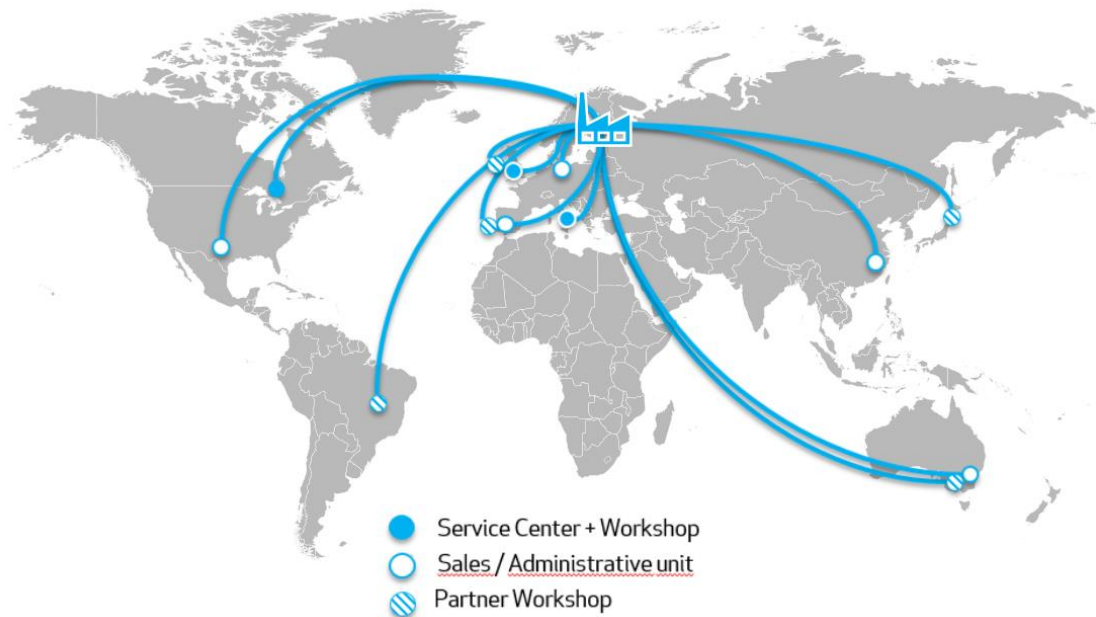 Service Center + Workshop
Sales / Administrative unit
Partner Workshop